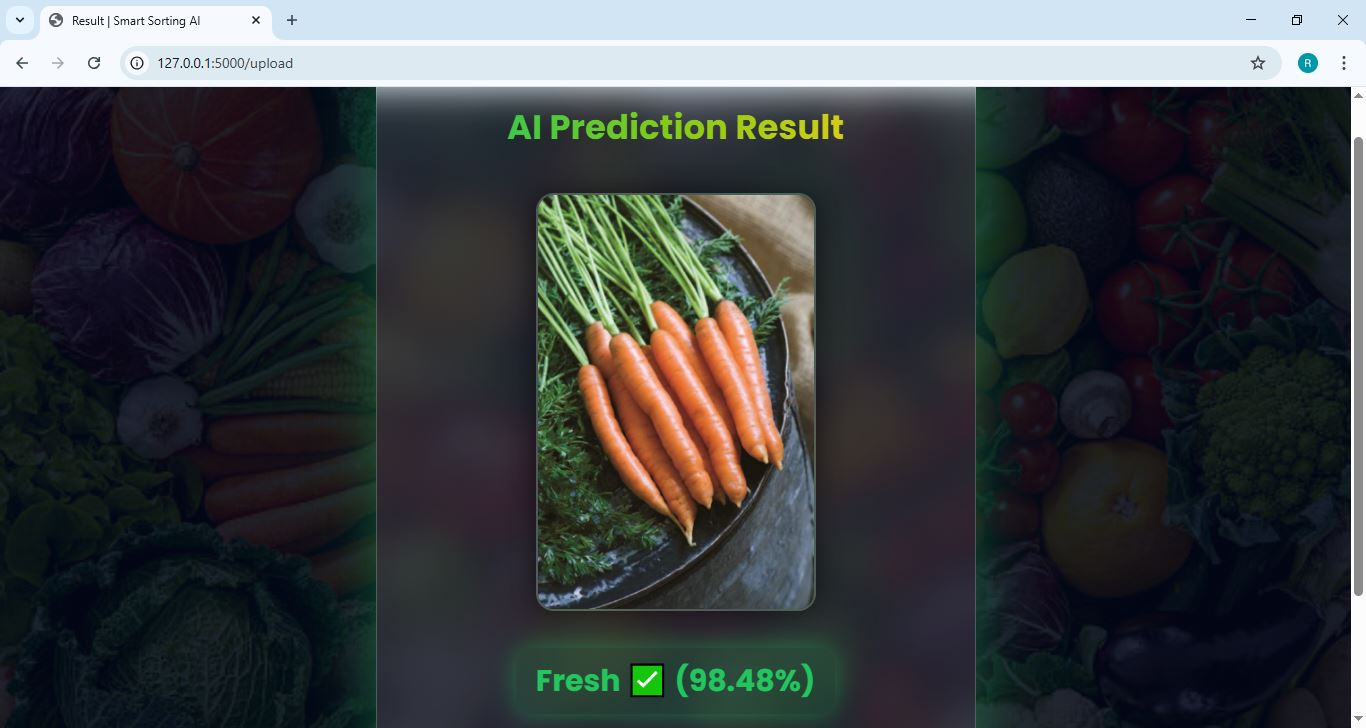 Result | Smart Sorting AI
127.0.0.1:5000/upload
R
AI Prediction Result
Fresh ✅ (98.48%)